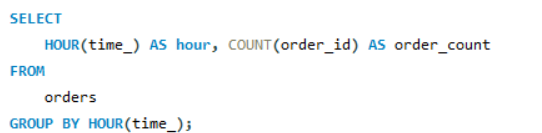 SELECT
    HOUR(time_) AS hour, COUNT(order_id) AS order_count
FROM
    orders
GROUP BY HOUR(time_);